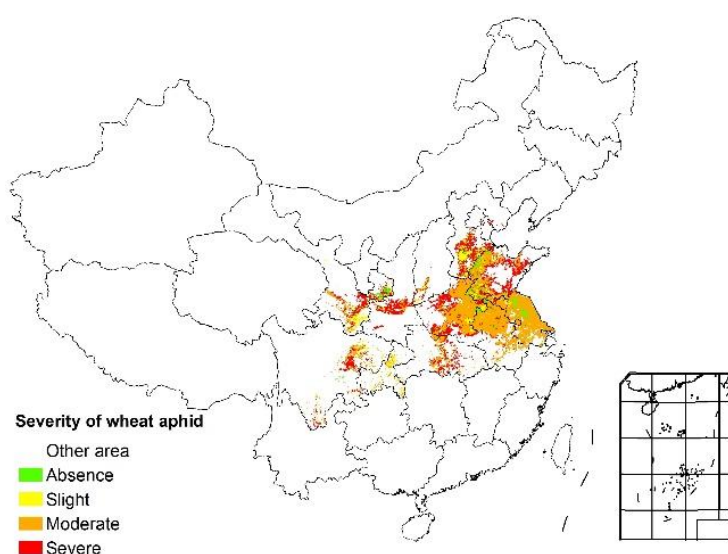 Severity of wheat aphid
Other area
Absence
Slight
Moderate
Severe